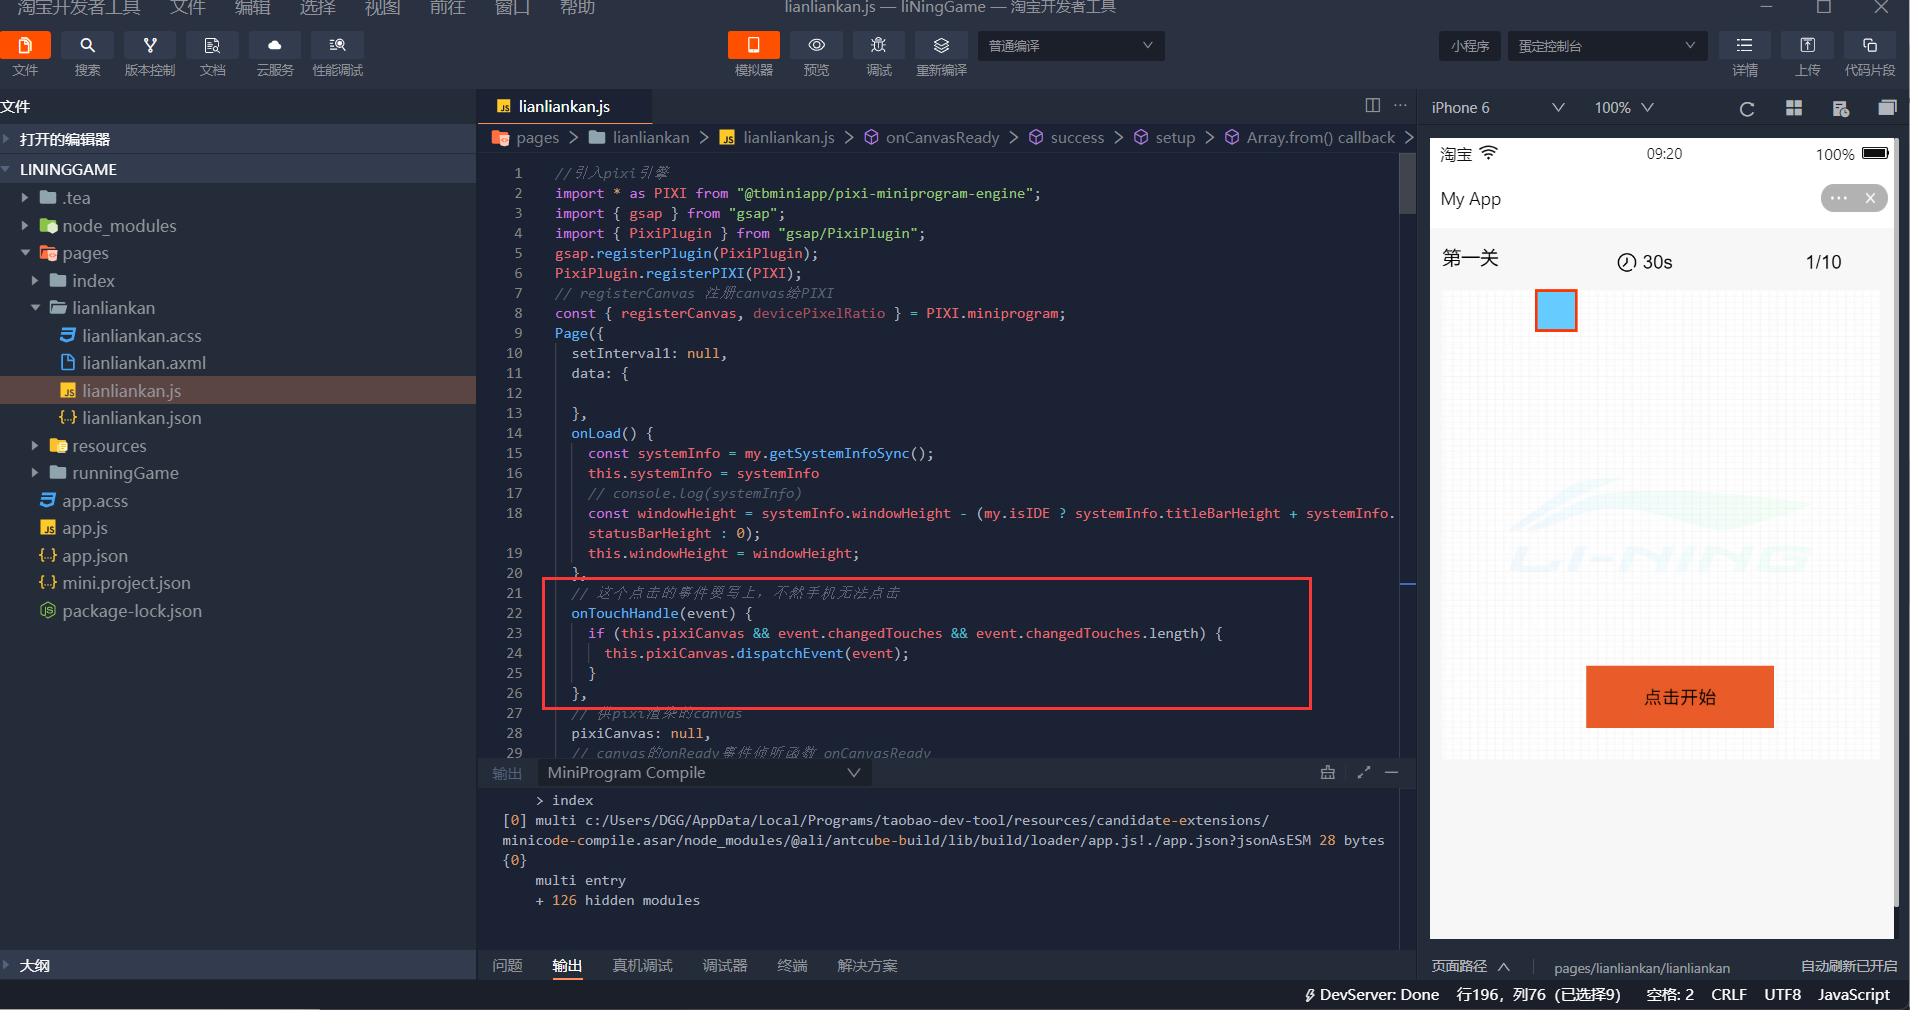 淘宝开发者工具 文件 编辑 选择 视图 前往 窗口 帮助 lianliankan.js — liNingGame — 淘宝开发者工具
普通编译 小程序 蛋定控制台
文件 搜索 版本控制 文档 云服务 性能调试 模拟器 预览 调试 重新编译 详情 上传 代码片段
文件
打开的编辑器
LININGGAME
.tea
node_modules
pages
index
lianliankan
lianliankan.acss
lianliankan.axml
lianliankan.js
lianliankan.json
resources
runningGame
app.acss
app.js
app.json
mini.project.json
package-lock.json
大纲
JS lianliankan.js
pages > lianliankan > JS lianliankan.js > onCanvasReady > success > setup > Array.from() callback >
1 //引入pixi引擎
2 import * as PIXI from "@tbminiapp/pixi-miniprogram-engine";
3 import { gsap } from "gsap";
4 import { PixiPlugin } from "gsap/PixiPlugin";
5 gsap.registerPlugin(PixiPlugin);
6 PixiPlugin.registerPIXI(PIXI);
7 // registerCanvas 注册canvas给PIXI
8 const { registerCanvas, devicePixelRatio } = PIXI.miniprogram;
9 Page({
10 setInterval1: null,
11 data: {
12
13 },
14 onLoad() {
15 const systemInfo = my.getSystemInfoSync();
16 this.systemInfo = systemInfo
17 // console.log(systemInfo)
18 const windowHeight = systemInfo.windowHeight - (my.isIDE ? systemInfo.titleBarHeight + systemInfo.
statusBarHeight : 0);
19 this.windowHeight = windowHeight;
20 },
21 // 这个点击的事件要写上，不然手机无法点击
22 onTouchHandle(event) {
23 if (this.pixiCanvas && event.changedTouches && event.changedTouches.length) {
24 this.pixiCanvas.dispatchEvent(event);
25 }
26 },
27 // 供pixi渲染的canvas
28 pixiCanvas: null,
29 // canvas的onReady事件侦听函数 onCanvasReady
输出 MiniProgram Compile
> index
[0] multi c:/Users/DGG/AppData/Local/Programs/taobao-dev-tool/resources/candidate-extensions/
minicode-compile.asar/node_modules/@ali/antcube-build/lib/build/loader/app.js!./app.json?jsonAsESM 28 bytes
{0}
multi entry
+ 126 hidden modules
问题 输出 真机调试 调试器 终端 解决方案
iPhone 6 100%
淘宝 09:20 100%
My App
第一关 30s 1/10
LI-NING
点击开始
页面路径 pages/lianliankan/lianliankan 自动刷新已开启
DevServer: Done 行196，列76 (已选择9) 空格: 2 CRLF UTF8 JavaScript